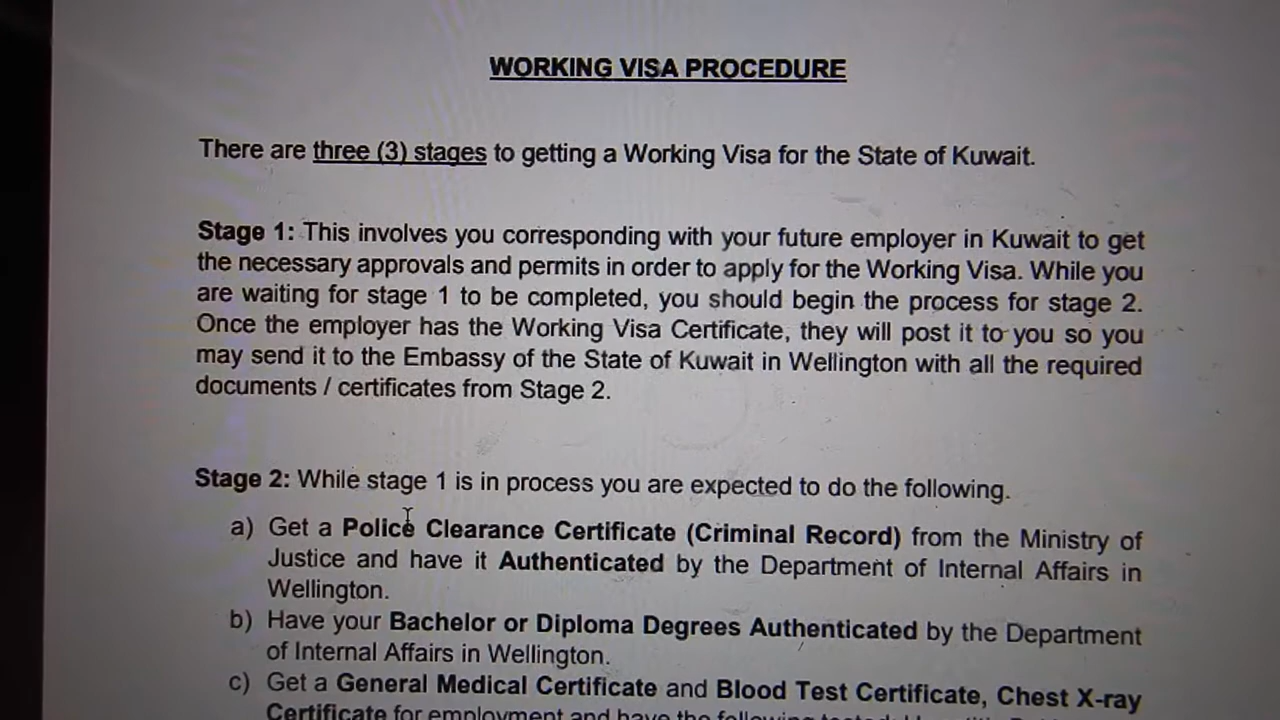 WORKING VISA PROCEDURE
There are three (3) stages to getting a Working Visa for the State of Kuwait.
Stage 1: This involves you corresponding with your future employer in Kuwait to get
the necessary approvals and permits in order to apply for the Working Visa. While you
are waiting for stage 1 to be completed, you should begin the process for stage 2.
Once the employer has the Working Visa Certificate, they will post it to you so you
may send it to the Embassy of the State of Kuwait in Wellington with all the required
documents / certificates from Stage 2.
Stage 2: While stage 1 is in process you are expected to do the following.
a) Get a Police Clearance Certificate (Criminal Record) from the Ministry of
Justice and have it Authenticated by the Department of Internal Affairs in
Wellington.
b) Have your Bachelor or Diploma Degrees Authenticated by the Department
of Internal Affairs in Wellington.
c) Get a General Medical Certificate and Blood Test Certificate, Chest X-ray
Certificate for employment and have the following